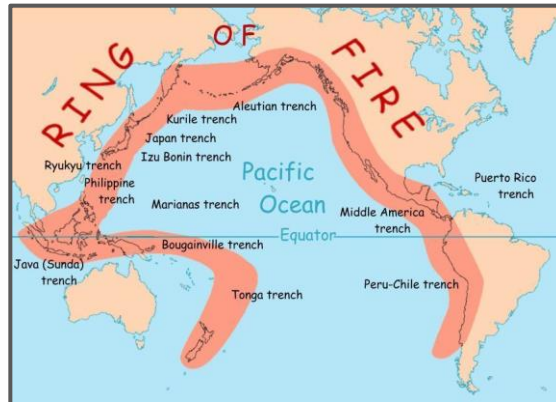 RING OF FIRE
Aleutian trench
Kurile trench
Japan trench
Izu Bonin trench
Ryukyu trench
Philippine
trench
Marianas trench
Pacific
Ocean
Equator
Puerto Rico
trench
Middle America
trench
Bougainville trench
Java (Sunda)
trench
Tonga trench
Peru-Chile trench